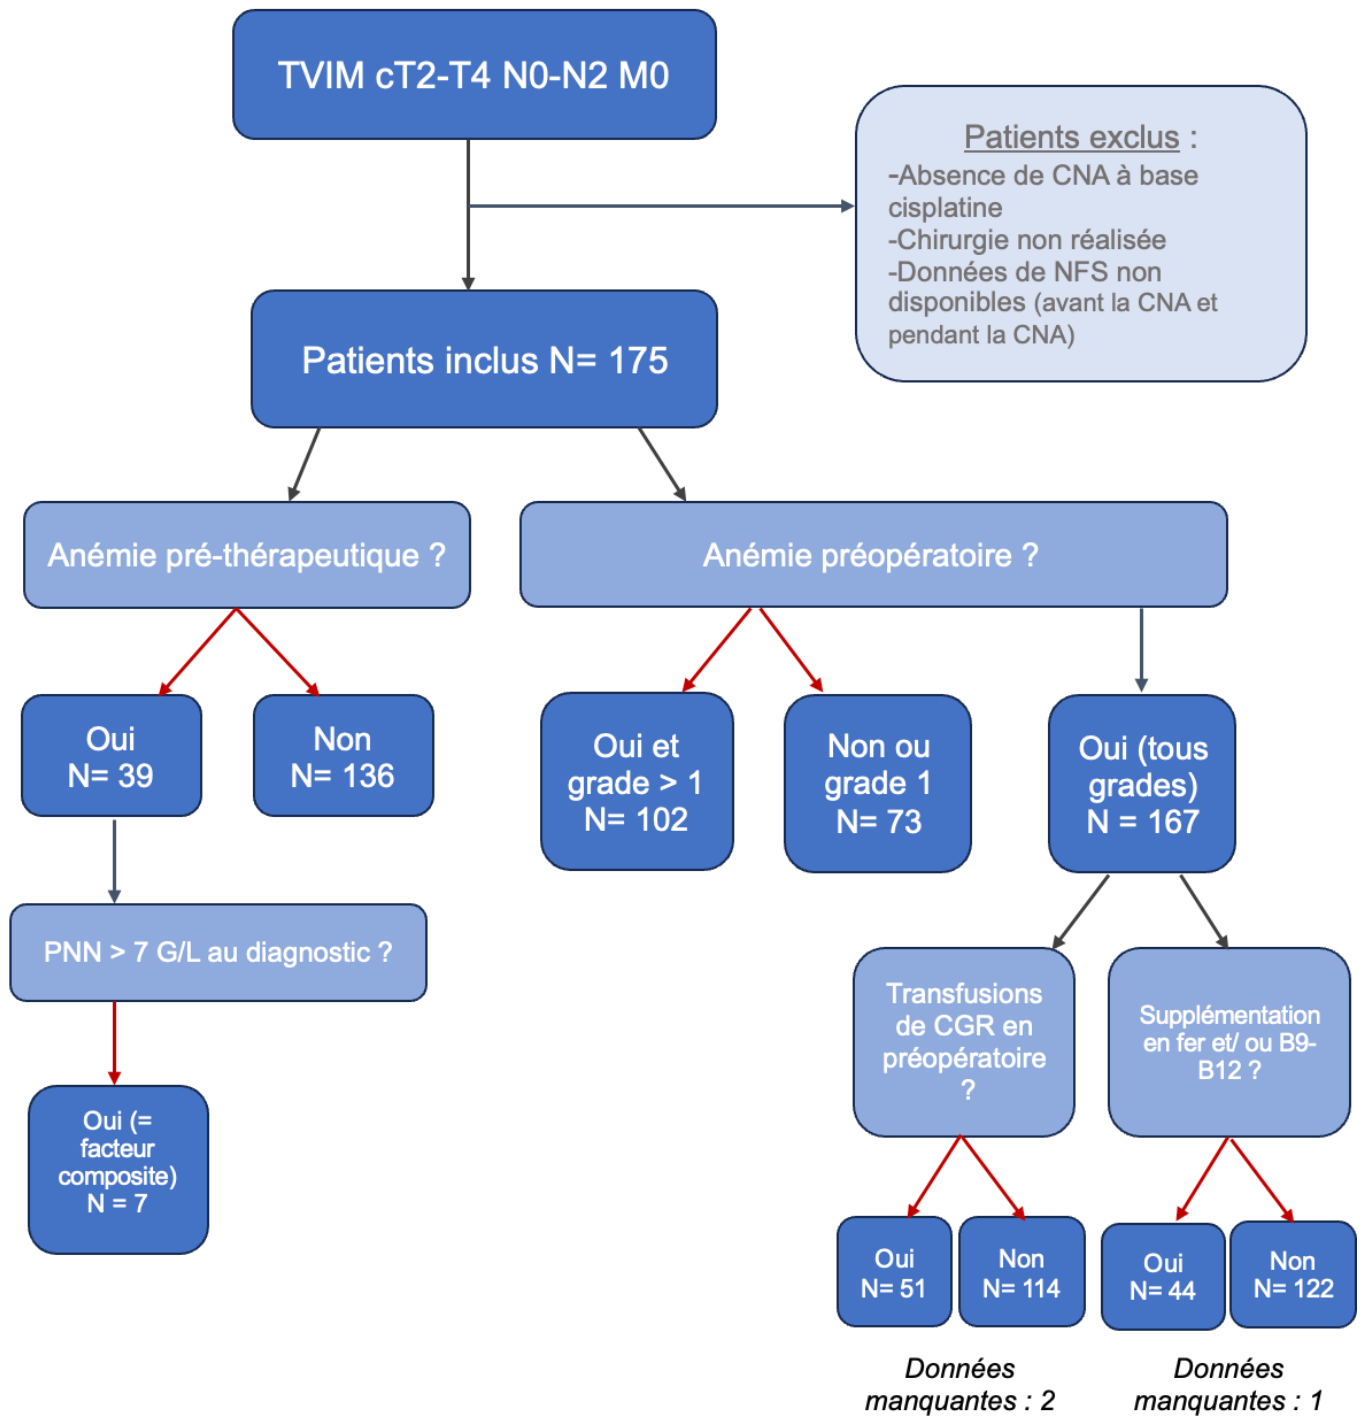 TVIM cT2-T4 N0-N2 M0
Patients exclus :
-Absence de CNA à base
cisplatine
-Chirurgie non réalisée
-Données de NFS non
disponibles (avant la CNA et
pendant la CNA)
Patients inclus N= 175
Anémie pré-thérapeutique ?
Anémie préopératoire ?
Oui
N= 39
Non
N= 136
Oui et
grade > 1
N= 102
Non ou
grade 1
N= 73
Oui (tous
grades)
N = 167
PNN > 7 G/L au diagnostic ?
Transfusions
de CGR en
préopératoire
?
Supplémentation
en fer et/ ou B9-
B12 ?
Oui (=
facteur
composite)
N = 7
Oui
N= 51
Non
N= 114
Oui
N= 44
Non
N= 122
Données
manquantes : 2
Données
manquantes : 1